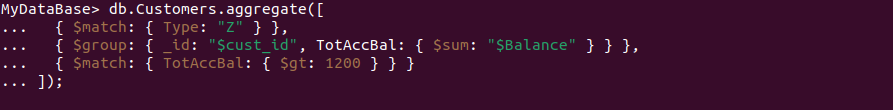 MyDataBase> db.Customers.aggregate([
...   { $match: { Type: "Z" } },
...   { $group: { _id: "$cust_id", TotAccBal: { $sum: "$Balance" } } },
...   { $match: { TotAccBal: { $gt: 1200 } } }
... ]);